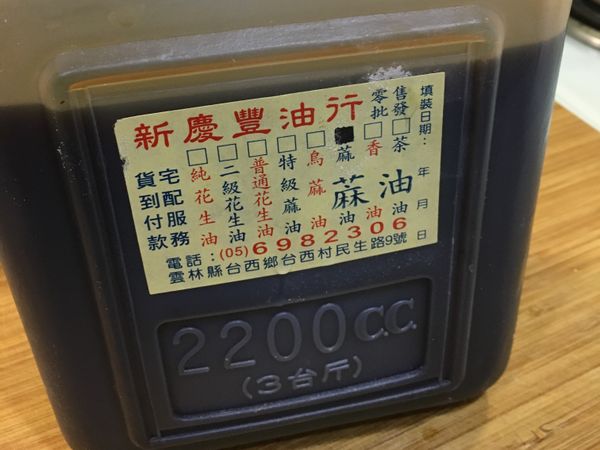 新慶豐油行
零售
批發
填裝日期： 年 月 日
宅配服務
貨到付款
□純花生油
□二級花生油
□普通花生油
□特級蔴油
□烏蔴油
■蔴油
□香油
□茶油
蔴油
電話：(05)6982306
雲林縣台西鄉台西村民生路9號
2200C.C.
(3台斤)